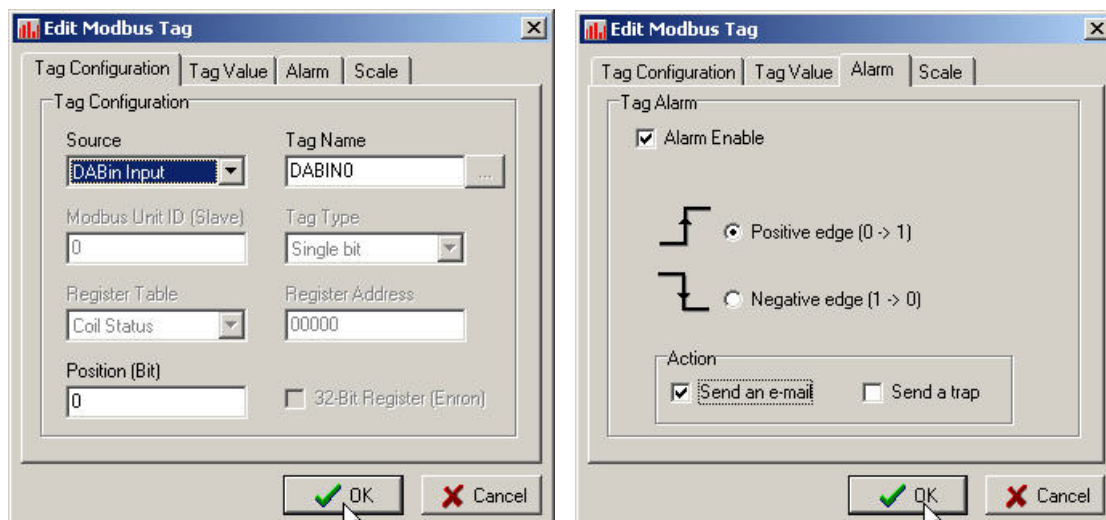 Edit Modbus Tag
Tag Configuration Tag Value Alarm Scale
Tag Configuration
Source Tag Name
DABin Input DABIN0 ...
Modbus Unit ID (Slave) Tag Type
0 Single bit
Register Table Register Address
Coil Status 00000
Position (Bit)
0 32-Bit Register (Enron)
OK Cancel
Edit Modbus Tag
Tag Configuration Tag Value Alarm Scale
Tag Alarm
Alarm Enable
Positive edge (0 -> 1)
Negative edge (1 -> 0)
Action
Send an e-mail Send a trap
OK Cancel